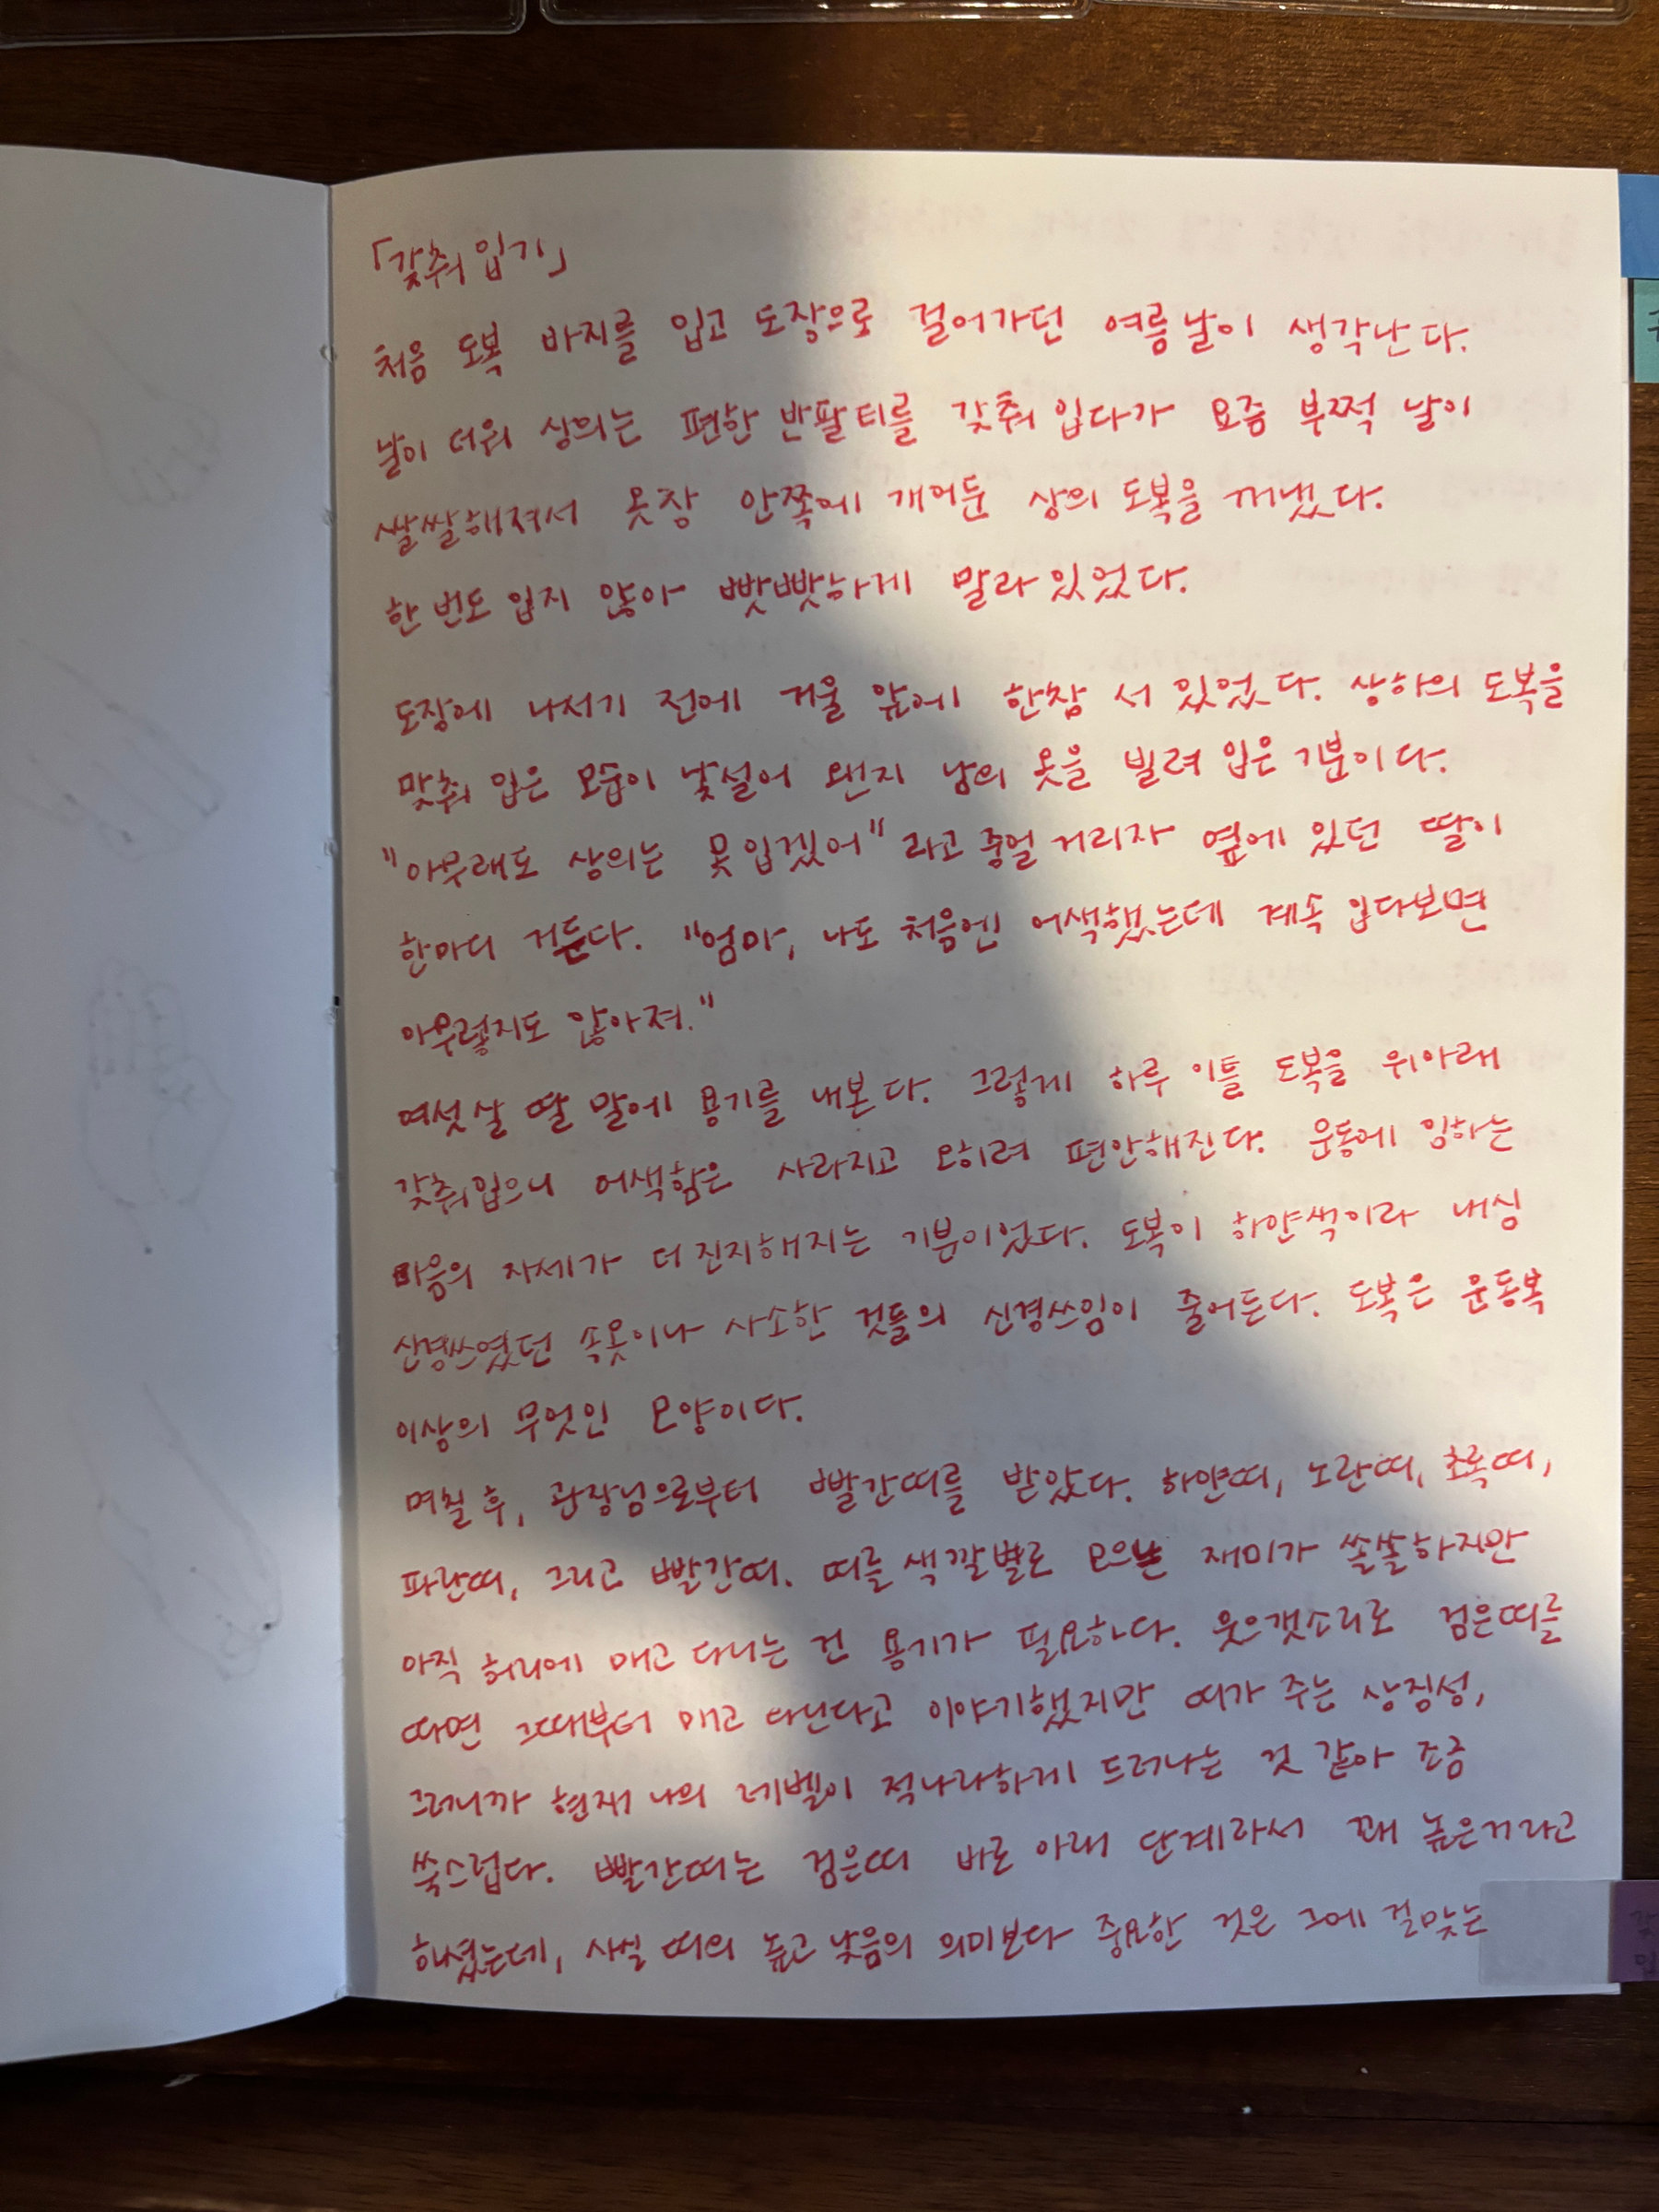 「갖춰 입기」
처음 도복 바지를 입고 도장으로 걸어가던 여름날이 생각난다.
날이 더워 상의는 편한 반팔티를 갖춰 입다가 요즘 부쩍 날이
쌀쌀해져서 옷장 안쪽에 개어둔 상의 도복을 꺼냈다.
한 번도 입지 않아 빳빳하게 말라있었다.
도장에 나서기 전에 거울 앞에 한참 서 있었다. 상하의 도복을
맞춰 입은 모습이 낯설어 왠지 남의 옷을 빌려 입은 기분이다.
"아무래도 상의는 못입겠어"라고 중얼거리자 옆에 있던 딸이
한마디 거든다. "엄마, 나도 처음엔 어색했는데 계속 입다보면
아무렇지도 않아져."
여섯살 딸 말에 용기를 내본다. 그렇게 하루 이틀 도복을 위아래
갖춰입으니 어색함은 사라지고 오히려 편안해진다. 운동에 임하는
마음의 자세가 더 진지해지는 기분이었다. 도복이 하얀색이라 내심
신경쓰였던 속옷이나 사소한 것들의 신경쓰임이 줄어든다. 도복은 운동복
이상의 무엇인 모양이다.
며칠 후, 관장님으로부터 빨간띠를 받았다. 하얀띠, 노란띠, 초록띠,
파란띠, 그리고 빨간띠. 띠를 색깔별로 모으는 재미가 쏠쏠하지만
아직 허리에 매고 다니는 건 용기가 필요하다. 우스갯소리로 검은띠를
따면 그때부터 매고 다닌다고 이야기했지만 띠가 주는 상징성,
그러니까 현재 나의 레벨이 적나라하게 드러나는 것 같아 조금
쑥스럽다. 빨간띠는 검은띠 바로 아래 단계라서 꽤 높은거라고
하셨는데, 사실 띠의 높고 낮음의 의미보다 중요한 것은 그에 걸맞는